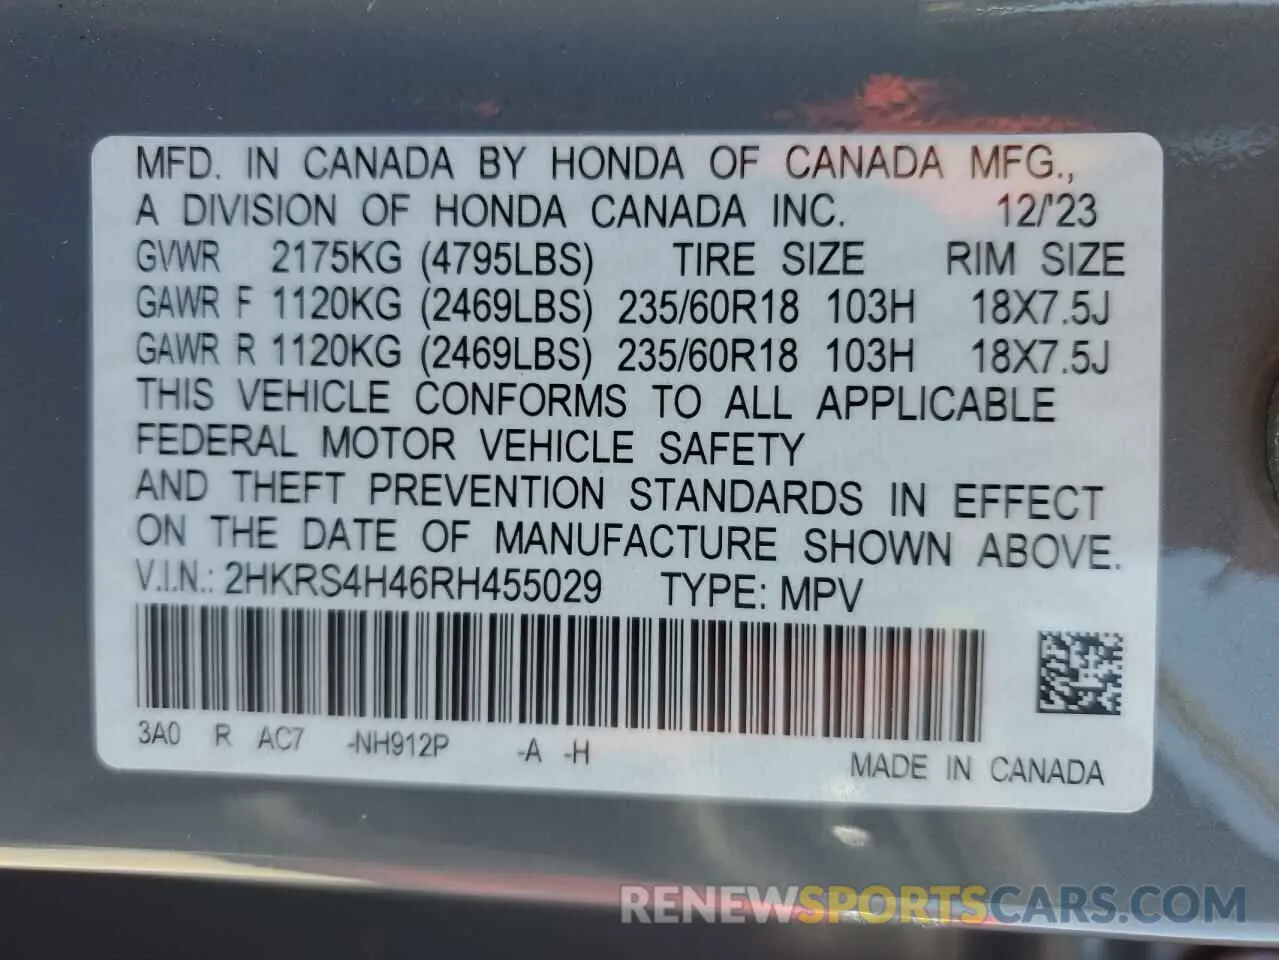 MFD. IN CANADA BY HONDA OF CANADA MFG.,
A DIVISION OF HONDA CANADA INC. 12/'23
GVWR 2175KG (4795LBS) TIRE SIZE RIM SIZE
GAWR F 1120KG (2469LBS) 235/60R18 103H 18X7.5J
GAWR R 1120KG (2469LBS) 235/60R18 103H 18X7.5J
THIS VEHICLE CONFORMS TO ALL APPLICABLE
FEDERAL MOTOR VEHICLE SAFETY
AND THEFT PREVENTION STANDARDS IN EFFECT
ON THE DATE OF MANUFACTURE SHOWN ABOVE.
V.I.N.: 2HKRS4H46RH455029 TYPE: MPV
3A0 R AC7 -NH912P -A -H
MADE IN CANADA
RENEWSPORTSCARS.COM